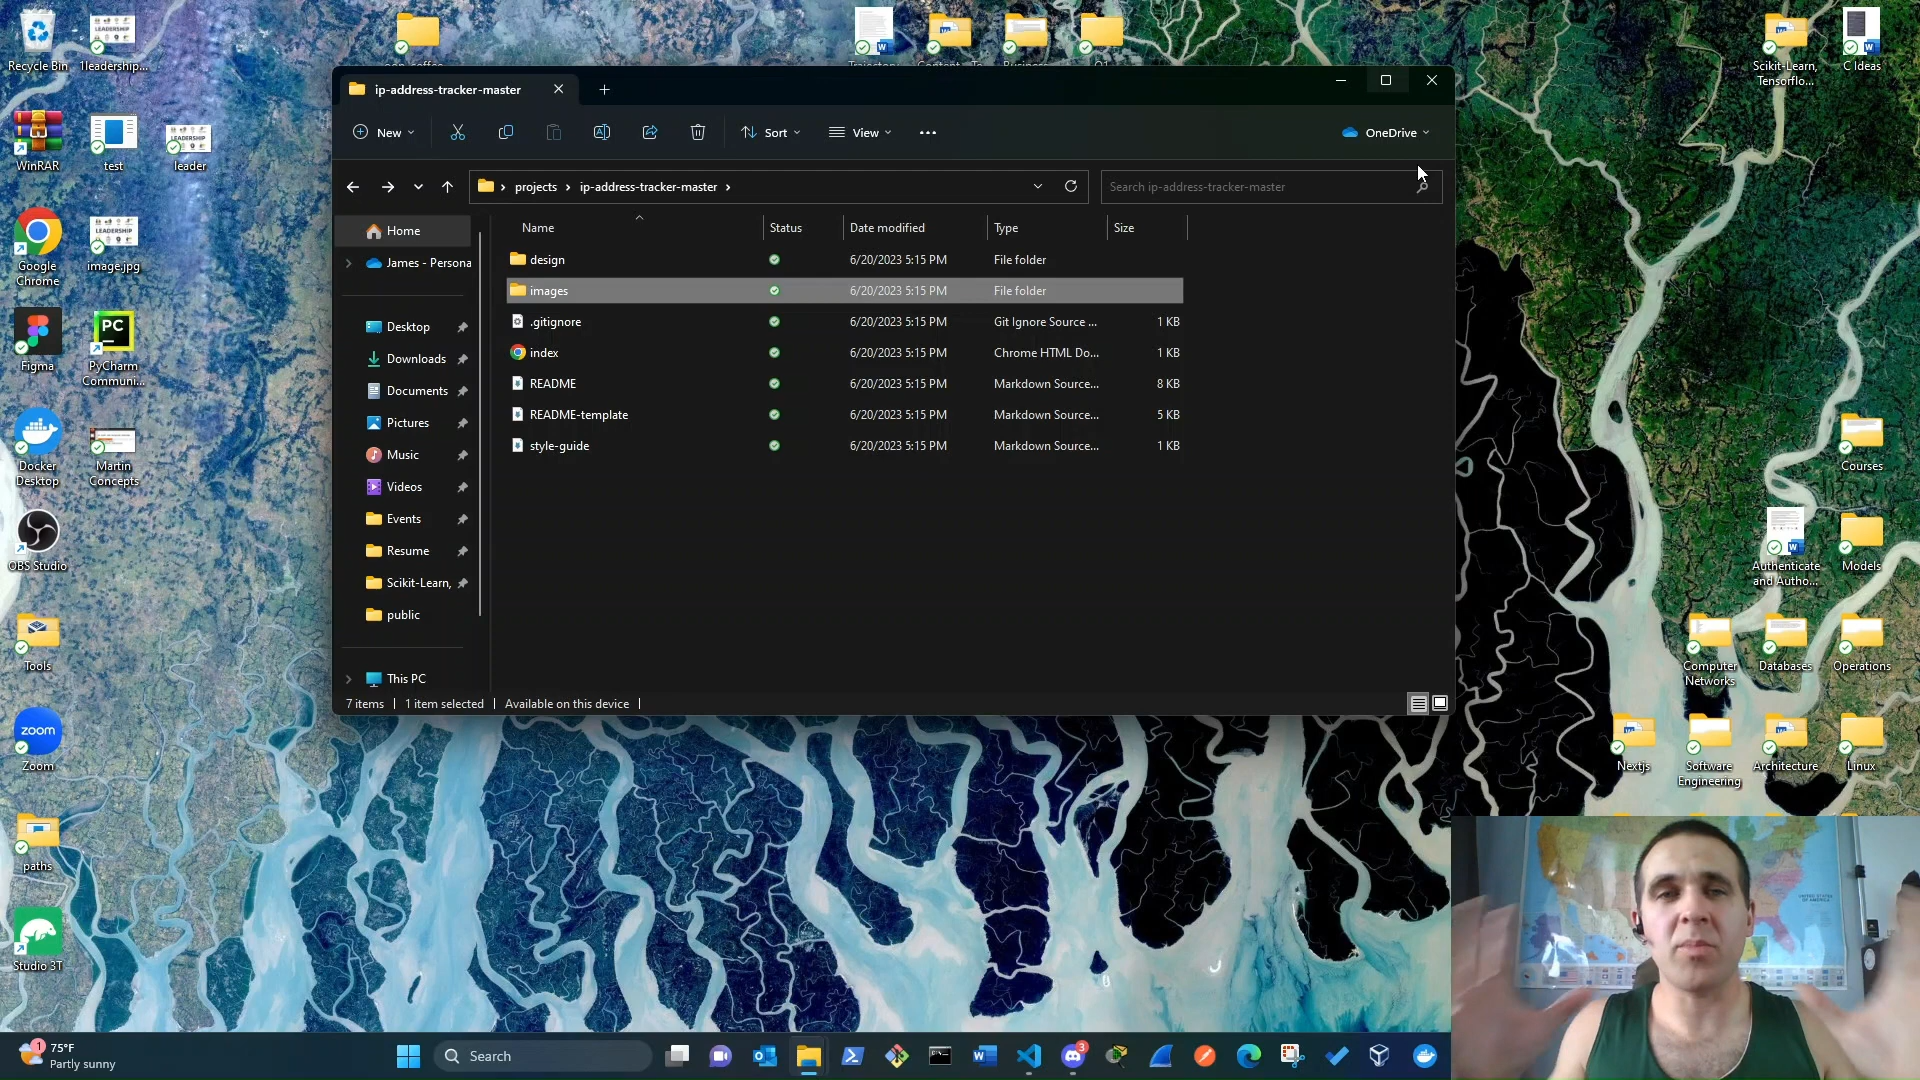 Recycle Bin
1leadership...
WinRAR
test
leader
Google
Chrome
image.jpg
Figma
PC
PyCharm
Communi...
Docker
Desktop
Martin
Concepts
OBS Studio
Tools
zoom
Zoom
paths
Studio 3T
Scikit-Learn,
Tensorflo...
C Ideas
ip-address-tracker-master
New
Sort
View
OneDrive
projects
ip-address-tracker-master
Search ip-address-tracker-master
Home
James - Persona
Desktop
Downloads
Documents
Pictures
Music
Videos
Events
Resume
Scikit-Learn,
public
This PC
Name Status Date modified Type Size
design 6/20/2023 5:15 PM File folder
images 6/20/2023 5:15 PM File folder
.gitignore 6/20/2023 5:15 PM Git Ignore Source ... 1 KB
index 6/20/2023 5:15 PM Chrome HTML Do... 1 KB
README 6/20/2023 5:15 PM Markdown Source... 8 KB
README-template 6/20/2023 5:15 PM Markdown Source... 5 KB
style-guide 6/20/2023 5:15 PM Markdown Source... 1 KB
7 items 1 item selected Available on this device
Courses
Authenticate
and Autho...
Models
Computer
Networks
Databases
Operations
Nextjs
Software
Engineering
Architecture
Linux
1
75°F
Partly sunny
Search
3